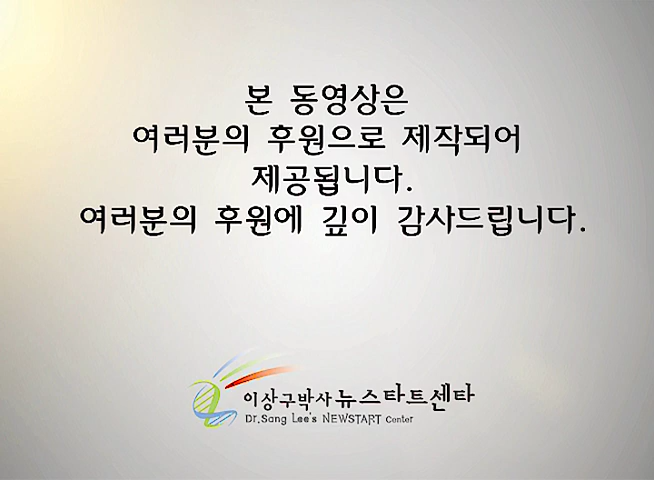 본 동영상은
여러분의 후원으로 제작되어
제공됩니다.
여러분의 후원에 깊이 감사드립니다.
이상구박사 뉴스타트센타
Dr.Sang Lee's NEWSTART Center